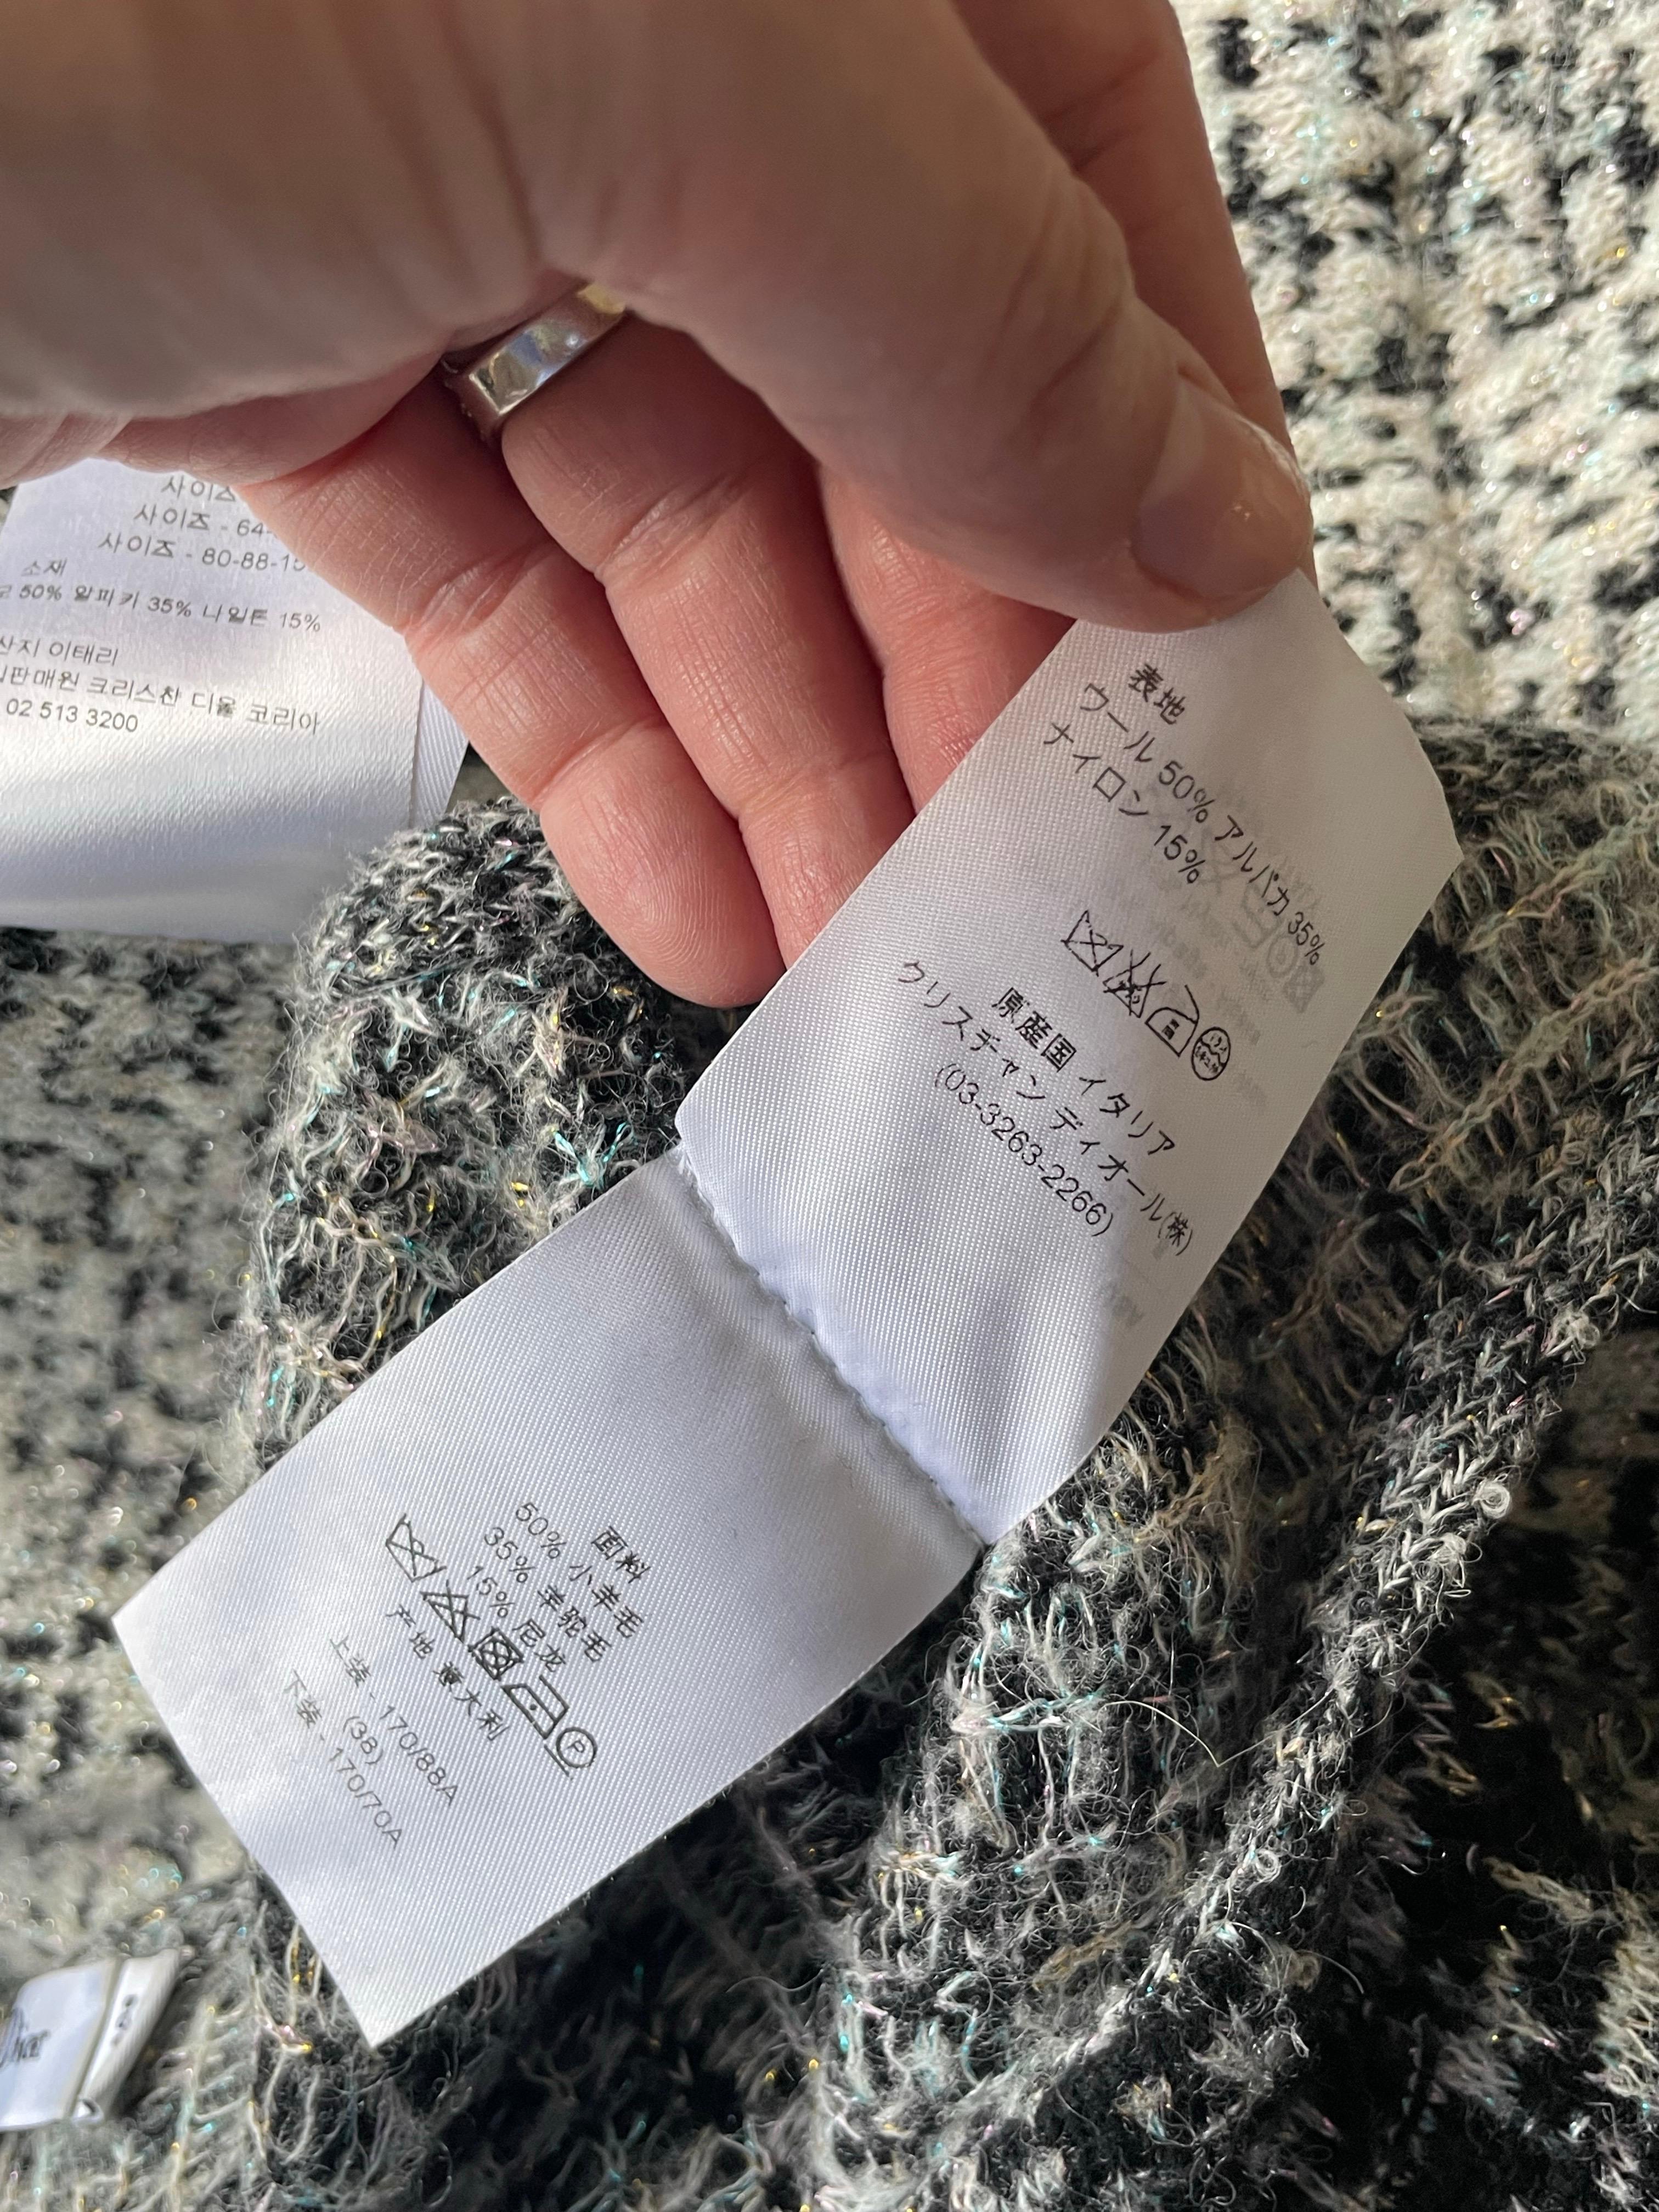 사이즈
사이즈 - 64-
사이즈 - 80-88-15
소재
50% 알파카 35% 나일론 15%
산지 이태리
판매원 크리스챤 디올 코리아
02 513 3200
表地
ウール 50% アルパカ 35%
ナイロン 15%
原産国 イタリア
クリスチャン ディオール(株)
(03-3263-2266)
面料
50% 小羊毛
35% 羊驼毛
15% 尼龙
P
产地 意大利
上装 - 170/88A
(38)
下装 - 170/70A